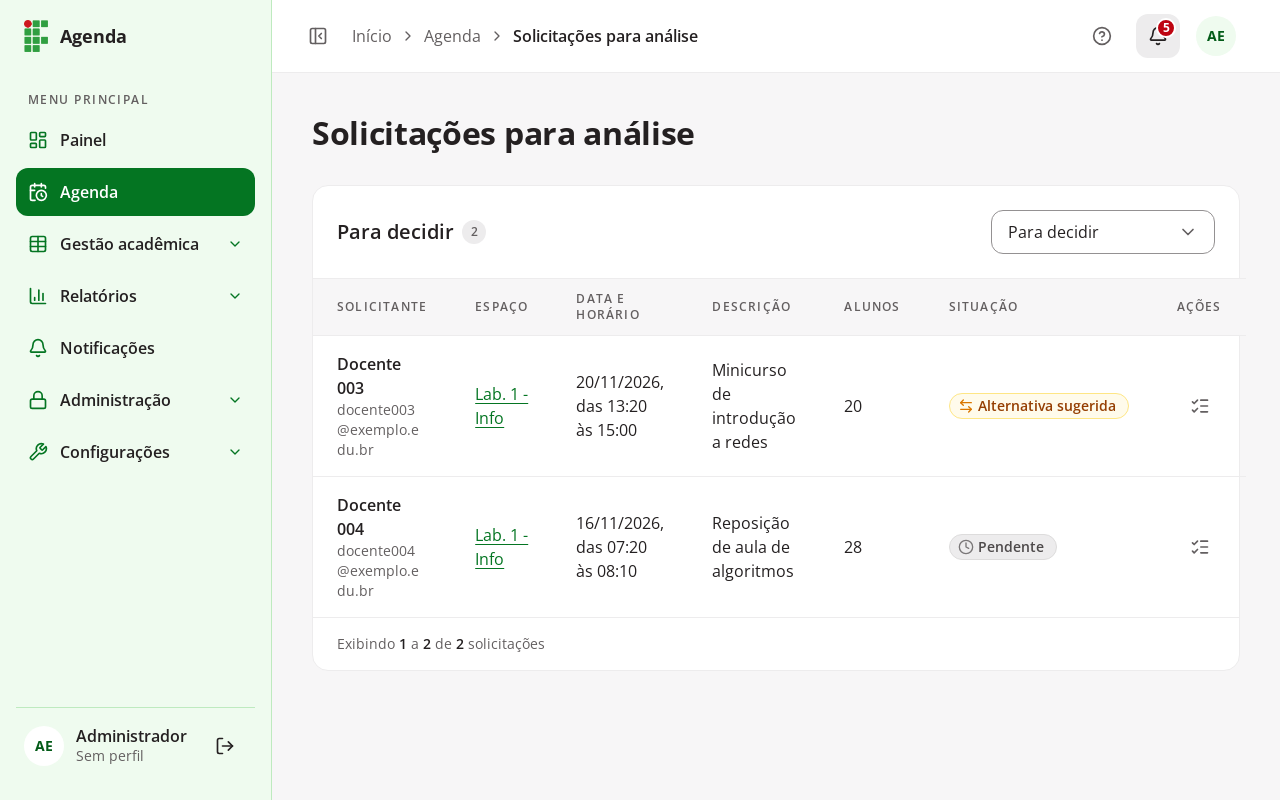 Agenda
MENU PRINCIPAL
Painel
Agenda
Gestão acadêmica
Relatórios
Notificações
Administração
Configurações
AE
Administrador
Sem perfil
Início
Agenda
Solicitações para análise
5
AE
Solicitações para análise
Para decidir 2
Para decidir
SOLICITANTE
ESPAÇO
DATA E
HORÁRIO
DESCRIÇÃO
ALUNOS
SITUAÇÃO
AÇÕES
Docente
003
docente003
@exemplo.e
du.br
Lab. 1 -
Info
20/11/2026,
das 13:20
às 15:00
Minicurso
de
introdução
a redes
20
Alternativa sugerida
Docente
004
docente004
@exemplo.e
du.br
Lab. 1 -
Info
16/11/2026,
das 07:20
às 08:10
Reposição
de aula de
algoritmos
28
Pendente
Exibindo 1 a 2 de 2 solicitações